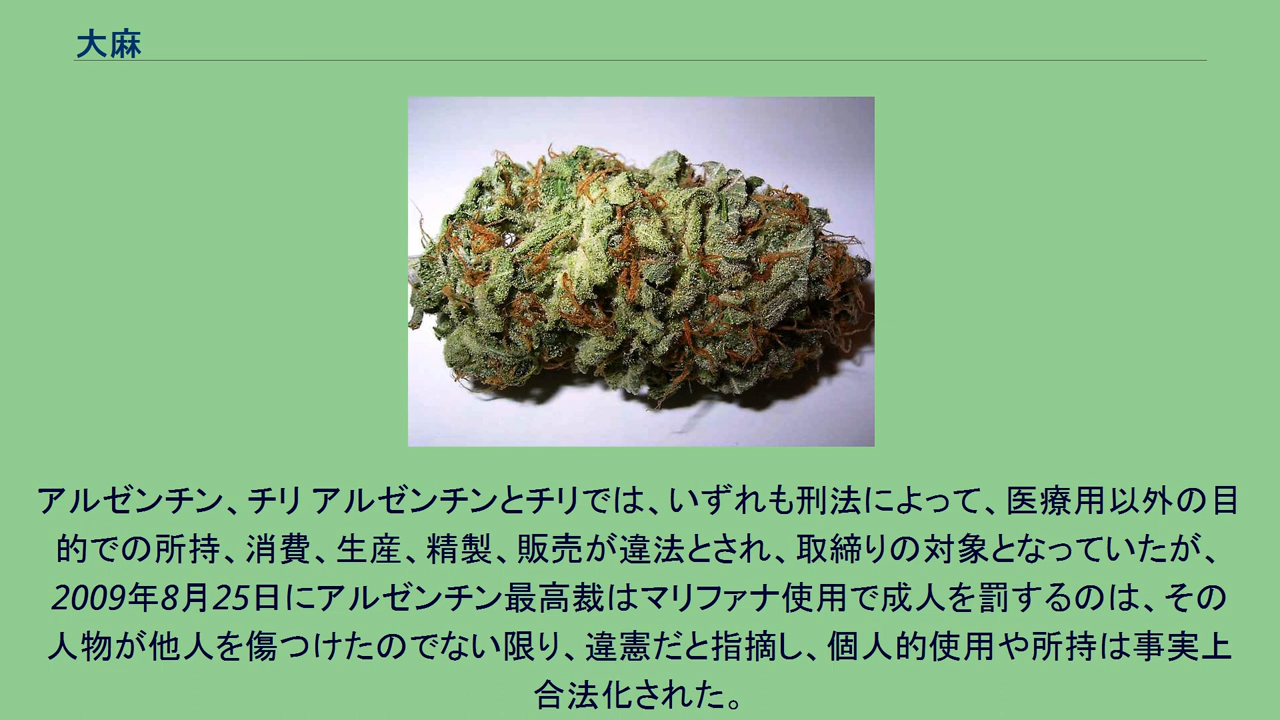 大麻
アルゼンチン、チリ アルゼンチンとチリでは、いずれも刑法によって、医療用以外の目
的での所持、消費、生産、精製、販売が違法とされ、取締りの対象となっていたが、
2009年8月25日にアルゼンチン最高裁はマリファナ使用で成人を罰するのは、その
人物が他人を傷つけたのでない限り、違憲だと指摘し、個人的使用や所持は事実上
合法化された。